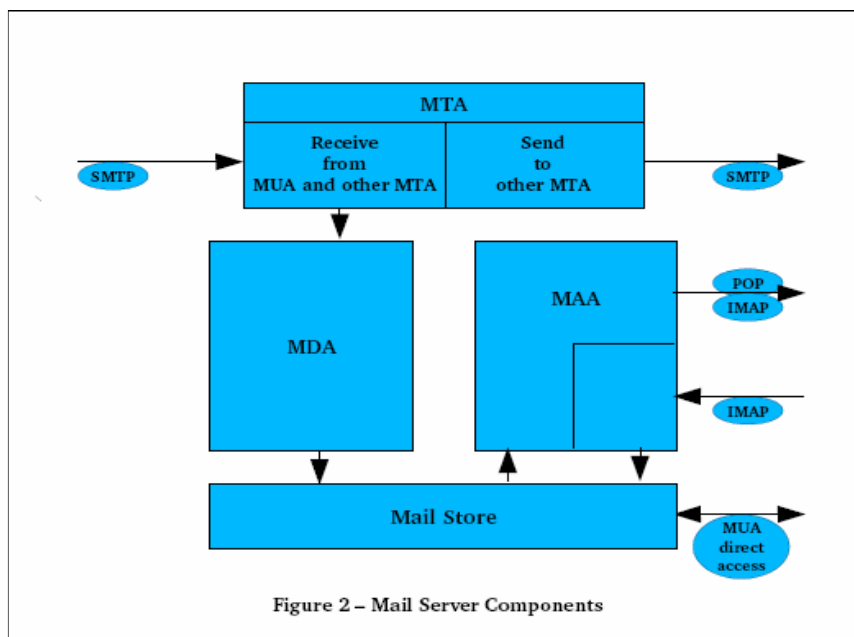 MTA
Receive
from
MUA and other MTA
Send
to
other MTA
SMTP
SMTP
MDA
MAA
POP
IMAP
IMAP
Mail Store
MUA
direct
access
Figure 2 – Mail Server Components